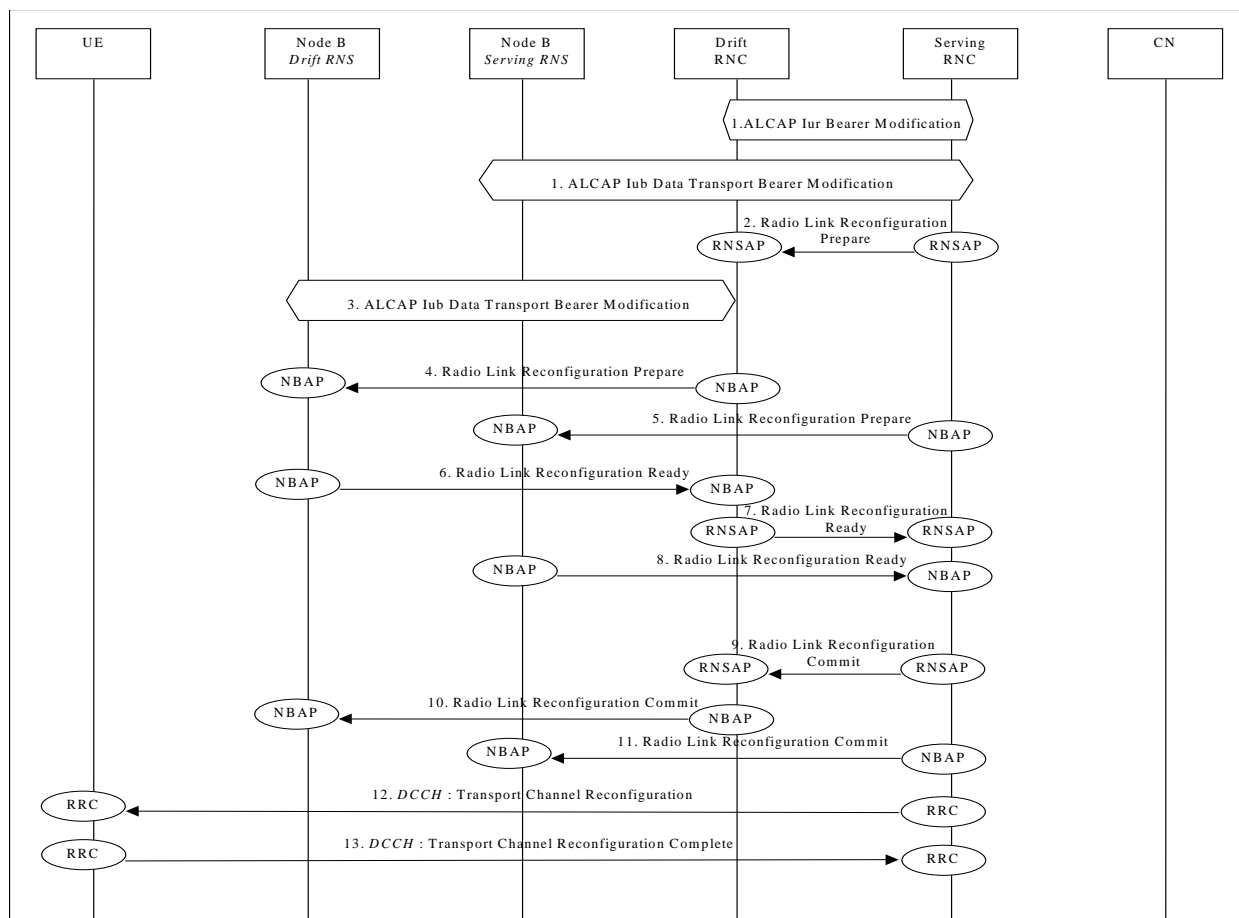 UE
Node B
Drift RNS
Node B
Serving RNS
Drift
RNC
Serving
RNC
CN
1.ALCAP Iur Bearer Modification
1. ALCAP Iub Data Transport Bearer Modification
2. Radio Link Reconfiguration
Prepare
RNSAP
RNSAP
3. ALCAP Iub Data Transport Bearer Modification
4. Radio Link Reconfiguration Prepare
NBAP
NBAP
5. Radio Link Reconfiguration Prepare
NBAP
NBAP
6. Radio Link Reconfiguration Ready
NBAP
NBAP
7. Radio Link Reconfiguration
Ready
RNSAP
RNSAP
8. Radio Link Reconfiguration Ready
NBAP
NBAP
9. Radio Link Reconfiguration
Commit
RNSAP
RNSAP
10. Radio Link Reconfiguration Commit
NBAP
NBAP
11. Radio Link Reconfiguration Commit
NBAP
NBAP
12. DCCH : Transport Channel Reconfiguration
RRC
RRC
13. DCCH : Transport Channel Reconfiguration Complete
RRC
RRC